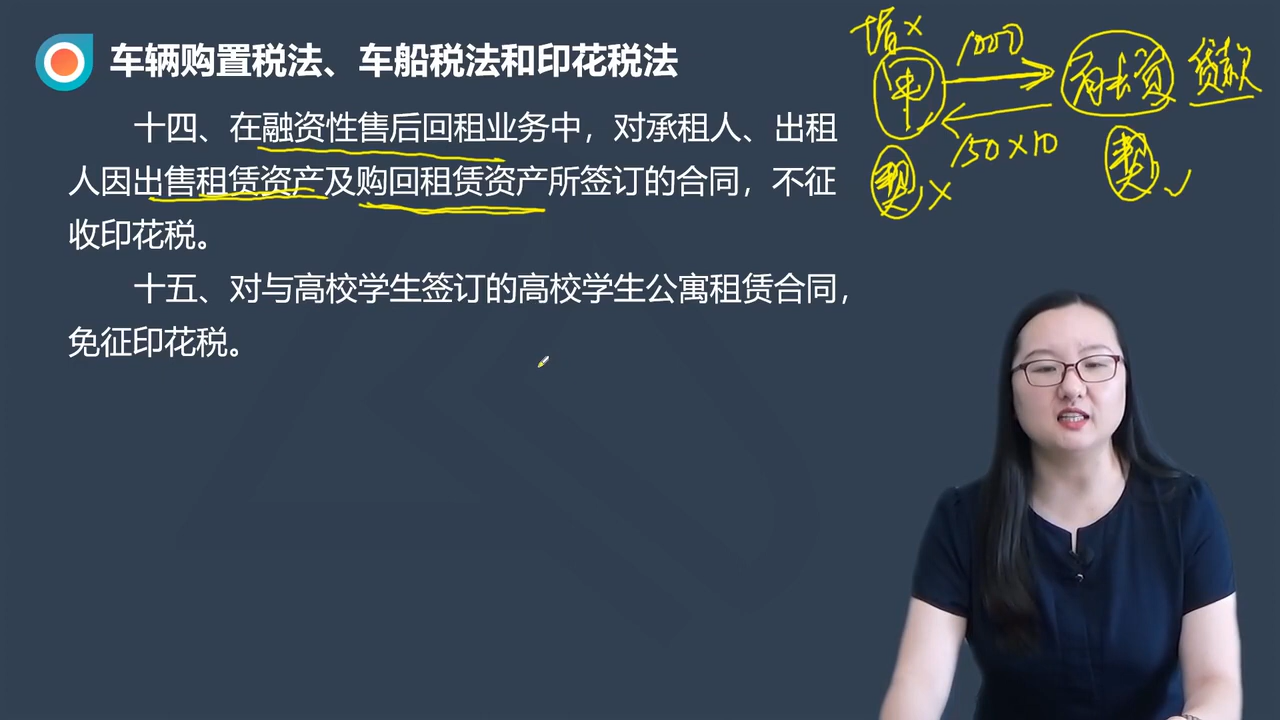 车辆购置税法、车船税法和印花税法
十四、在融资性售后回租业务中，对承租人、出租
人因出售租赁资产及购回租赁资产所签订的合同，不征
收印花税。
十五、对与高校学生签订的高校学生公寓租赁合同，
免征印花税。
增×
甲
1000
贷款
150×10
契×
契✓